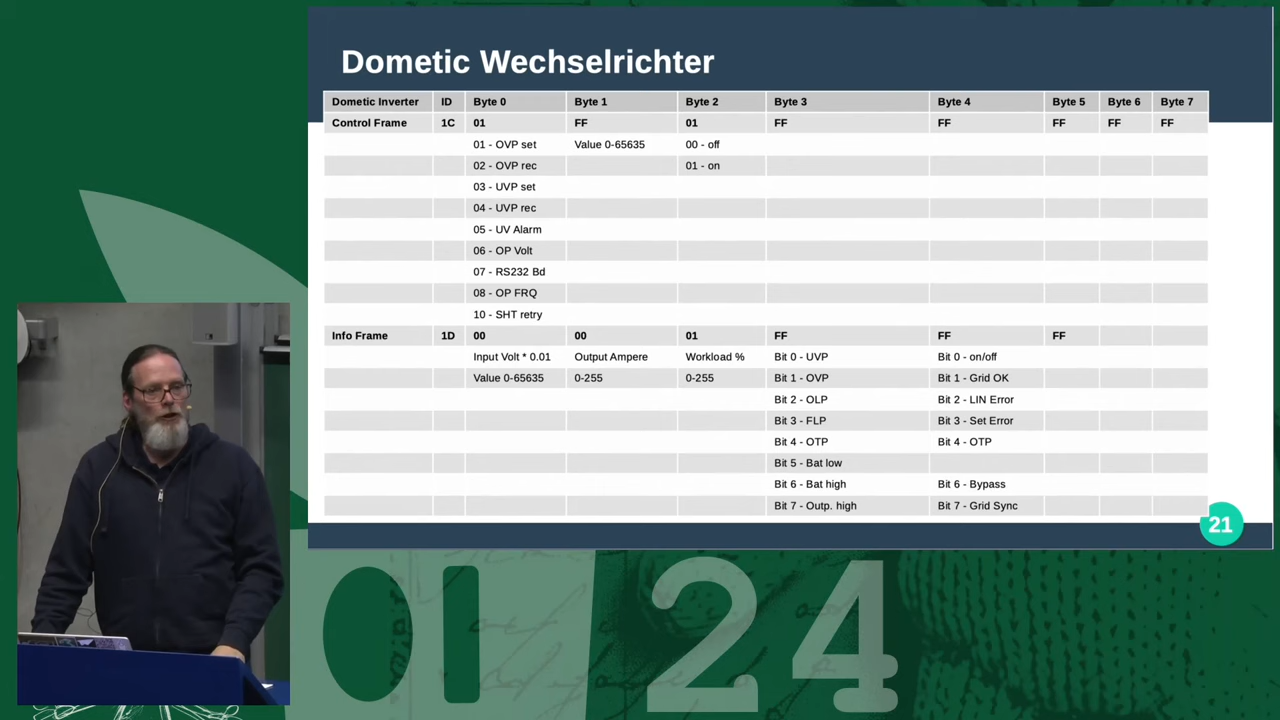 Dometic Wechselrichter
Dometic Inverter ID Byte 0 Byte 1 Byte 2 Byte 3 Byte 4 Byte 5 Byte 6 Byte 7
Control Frame 1C 01 FF 01 FF FF FF FF FF
01 - OVP set Value 0-65635 00 - off
02 - OVP rec 01 - on
03 - UVP set
04 - UVP rec
05 - UV Alarm
06 - OP Volt
07 - RS232 Bd
08 - OP FRQ
10 - SHT retry
Info Frame 1D 00 00 01 FF FF FF
Input Volt * 0.01 Output Ampere Workload % Bit 0 - UVP Bit 0 - on/off
Value 0-65635 0-255 0-255 Bit 1 - OVP Bit 1 - Grid OK
Bit 2 - OLP Bit 2 - LIN Error
Bit 3 - FLP Bit 3 - Set Error
Bit 4 - OTP Bit 4 - OTP
Bit 5 - Bat low
Bit 6 - Bat high Bit 6 - Bypass
Bit 7 - Outp. high Bit 7 - Grid Sync
21
24